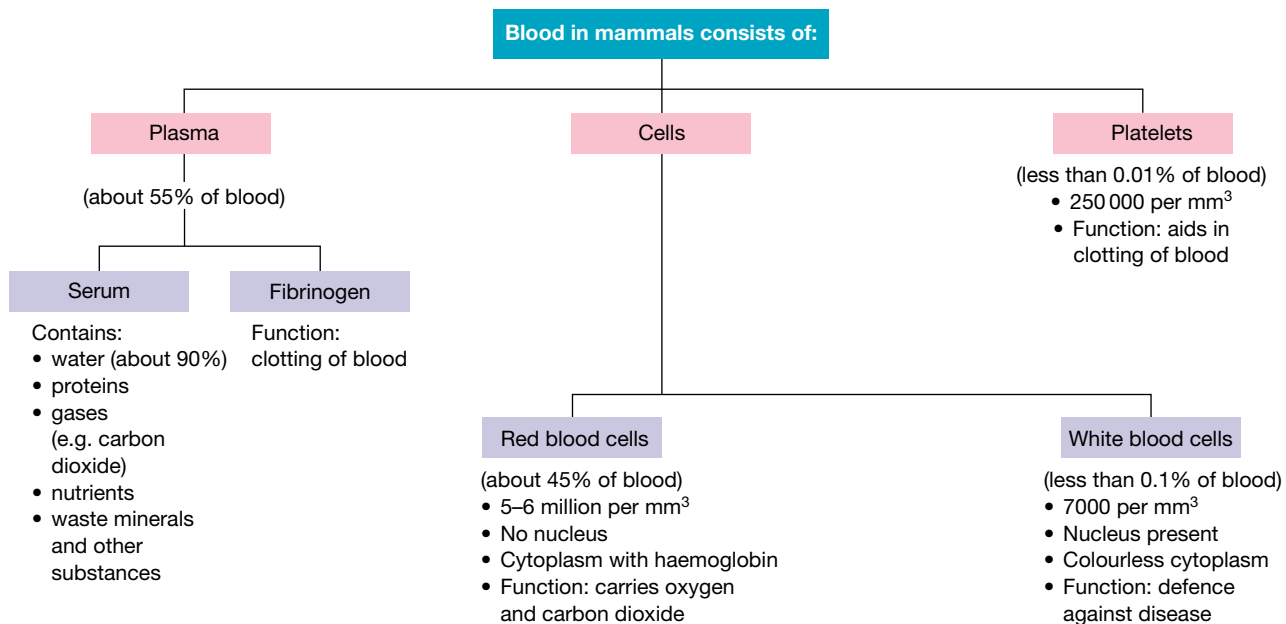 Blood in mammals consists of:
Plasma
(about 55% of blood)
Serum
Contains:
• water (about 90%)
• proteins
• gases
(e.g. carbon
dioxide)
• nutrients
• waste minerals
and other
substances
Fibrinogen
Function:
clotting of blood
Cells
Red blood cells
(about 45% of blood)
• 5–6 million per mm³
• No nucleus
• Cytoplasm with haemoglobin
• Function: carries oxygen
and carbon dioxide
White blood cells
(less than 0.1% of blood)
• 7000 per mm³
• Nucleus present
• Colourless cytoplasm
• Function: defence
against disease
Platelets
(less than 0.01% of blood)
• 250 000 per mm³
• Function: aids in
clotting of blood